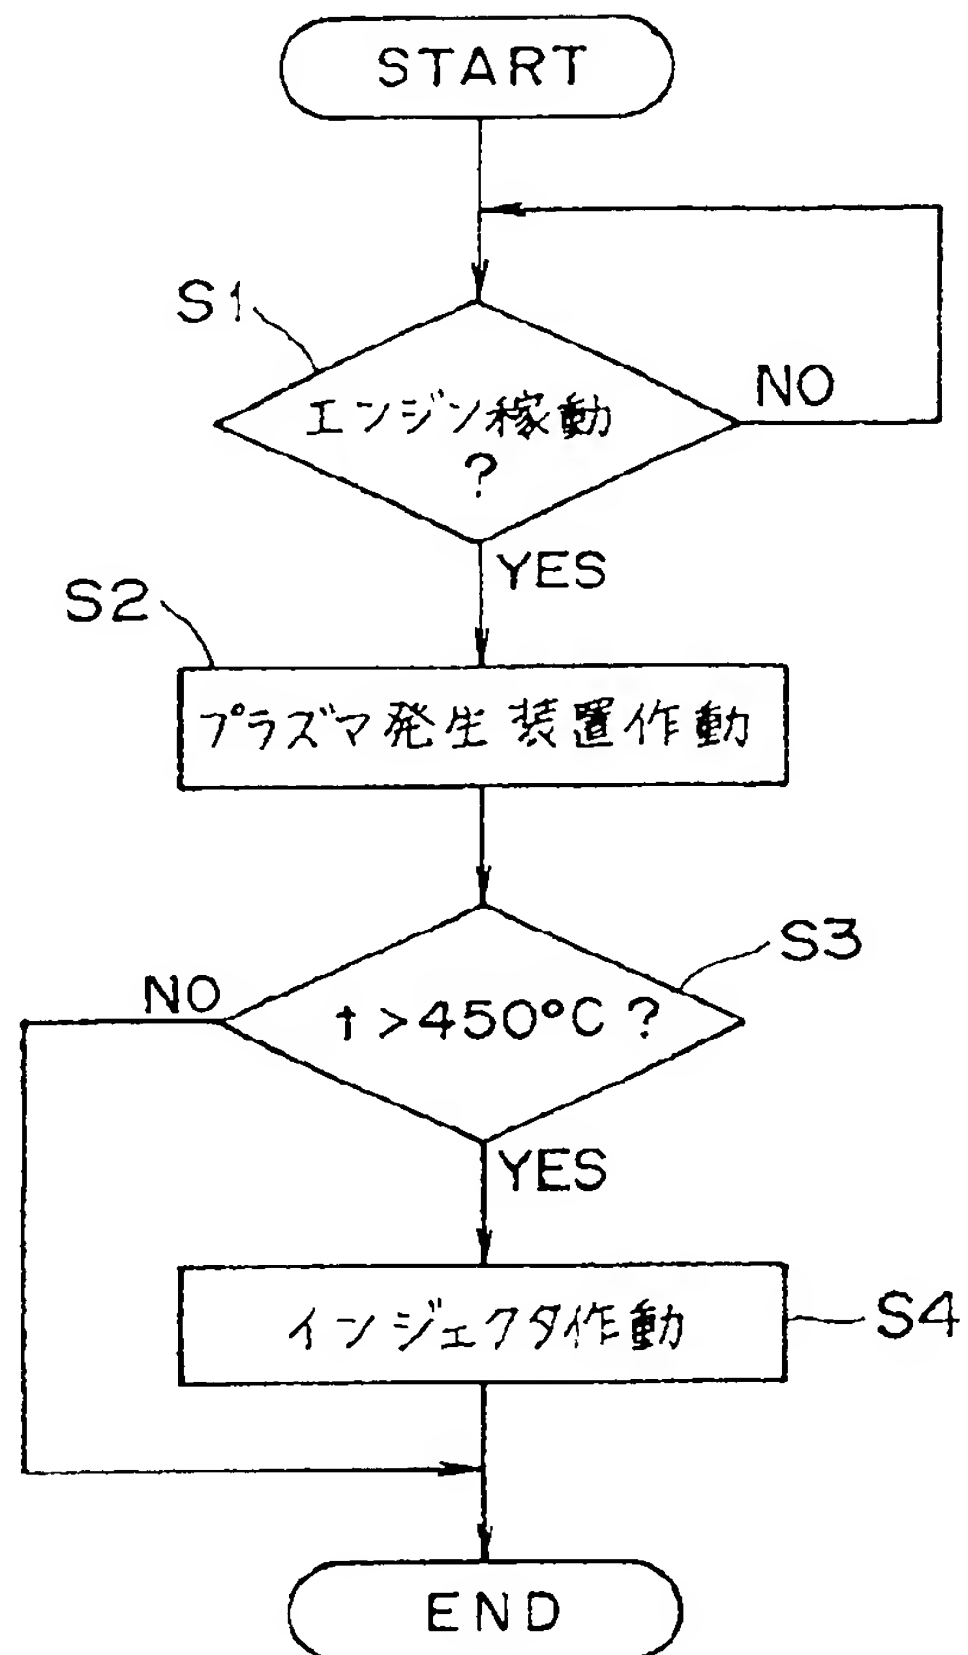 START
S1
エンジン稼動
?
NO
YES
S2
プラズマ発生装置作動
S3
NO
t>450°C?
YES
インジェクタ作動
S4
END